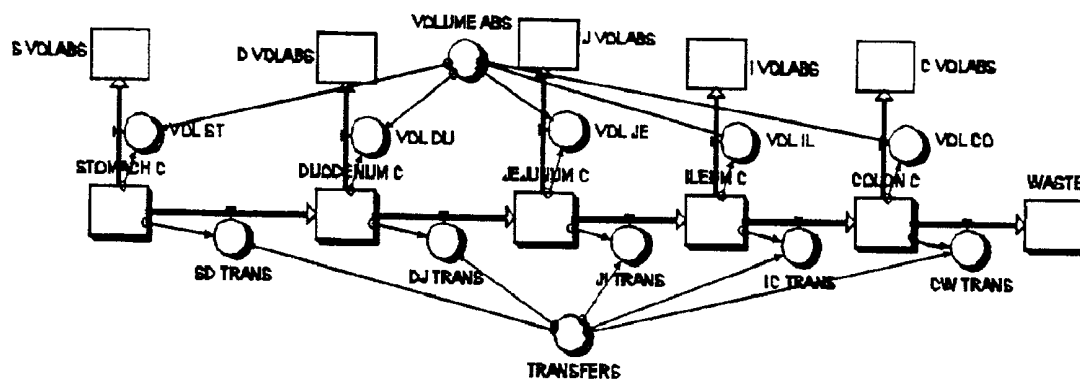 VOLUME ABS
S VOLABS
D VOLABS
J VOLABS
I VOLABS
C VOLABS
VOL ST
VOL DU
VOL JE
VOL IL
VOL CO
STOMACH C
DUODENUM C
JEJUNUM C
ILEUM C
COLON C
WASTE
SD TRANS
DJ TRANS
JI TRANS
IC TRANS
CW TRANS
TRANSFERS